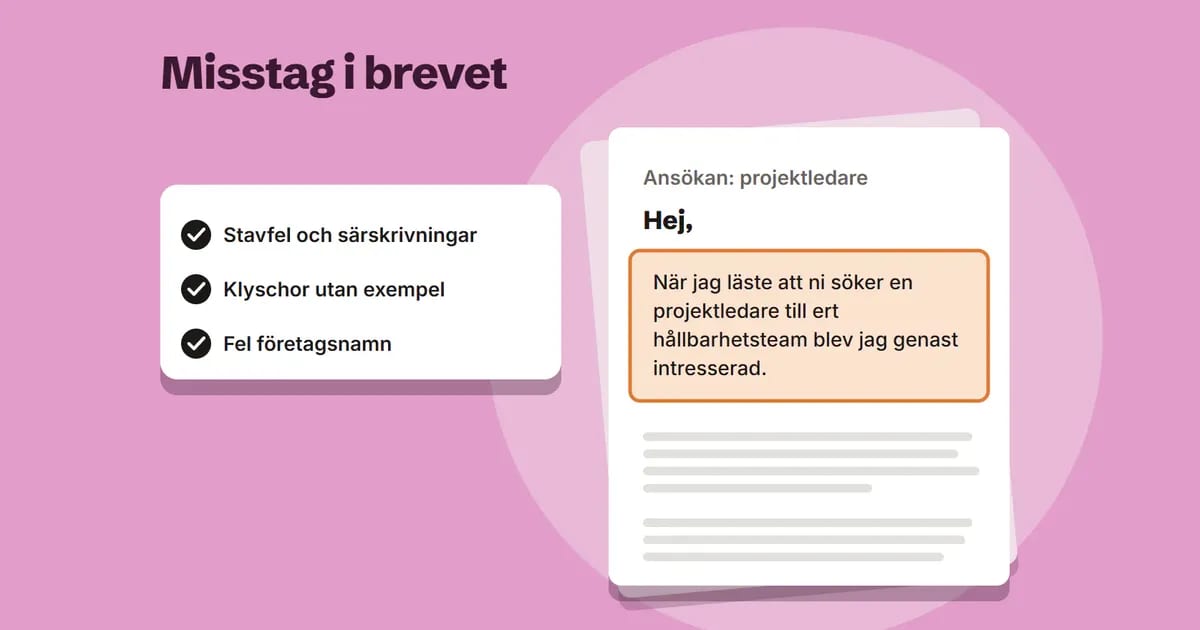 Misstag i brevet
Stavfel och särskrivningar
Klyschor utan exempel
Fel företagsnamn
Ansökan: projektledare
Hej,
När jag läste att ni söker en
projektledare till ert
hållbarhetsteam blev jag genast
intresserad.